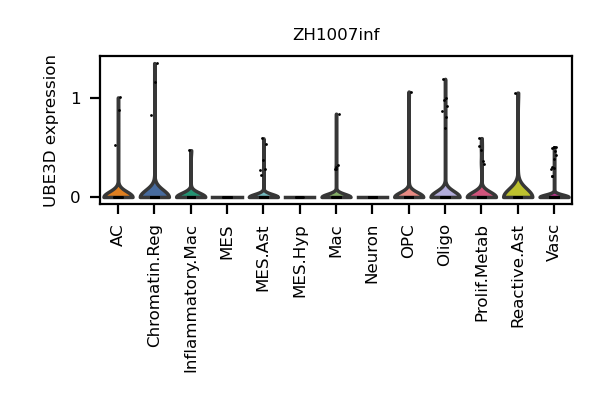 ZH1007inf
UBE3D expression
1
0
AC
Chromatin.Reg
Inflammatory.Mac
MES
MES.Ast
MES.Hyp
Mac
Neuron
OPC
Oligo
Prolif.Metab
Reactive.Ast
Vasc